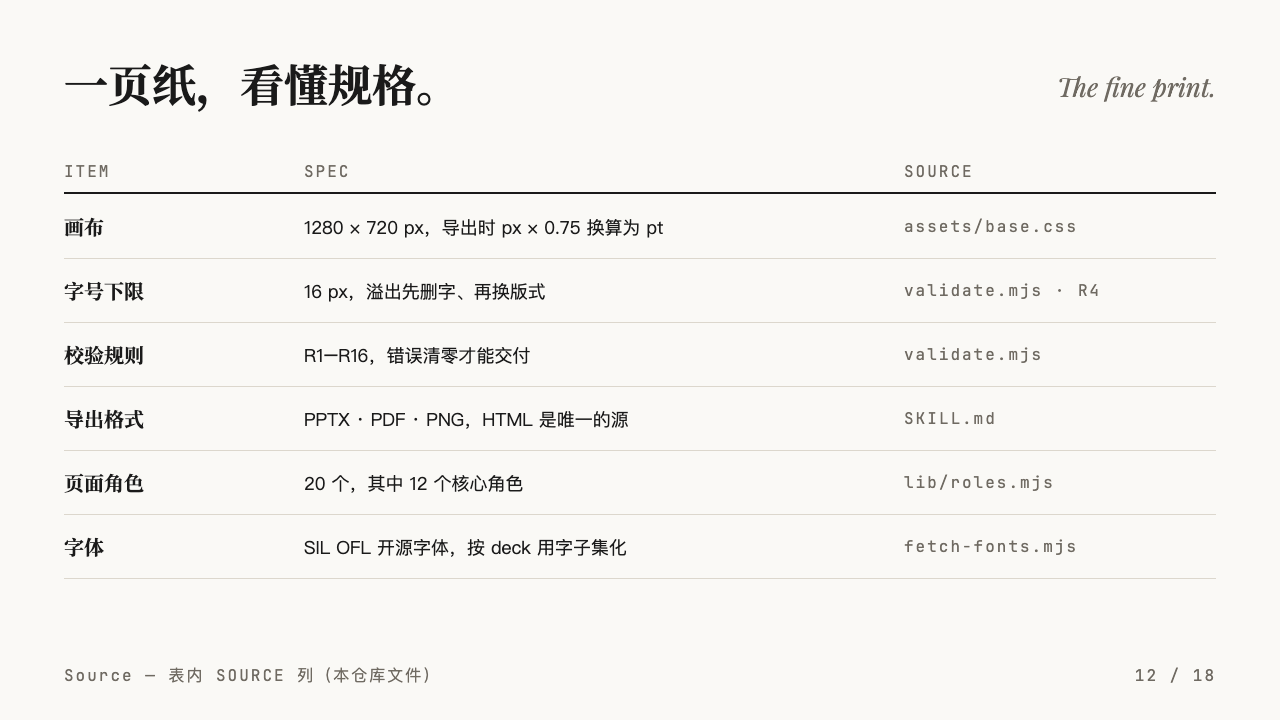 一页纸，看懂规格。
The fine print.
ITEM SPEC SOURCE
画布 1280 × 720 px，导出时 px × 0.75 换算为 pt assets/base.css
字号下限 16 px，溢出先删字、再换版式 validate.mjs · R4
校验规则 R1—R16，错误清零才能交付 validate.mjs
导出格式 PPTX · PDF · PNG，HTML 是唯一的源 SKILL.md
页面角色 20 个，其中 12 个核心角色 lib/roles.mjs
字体 SIL OFL 开源字体，按 deck 用字子集化 fetch-fonts.mjs
Source — 表内 SOURCE 列（本仓库文件）
12 / 18